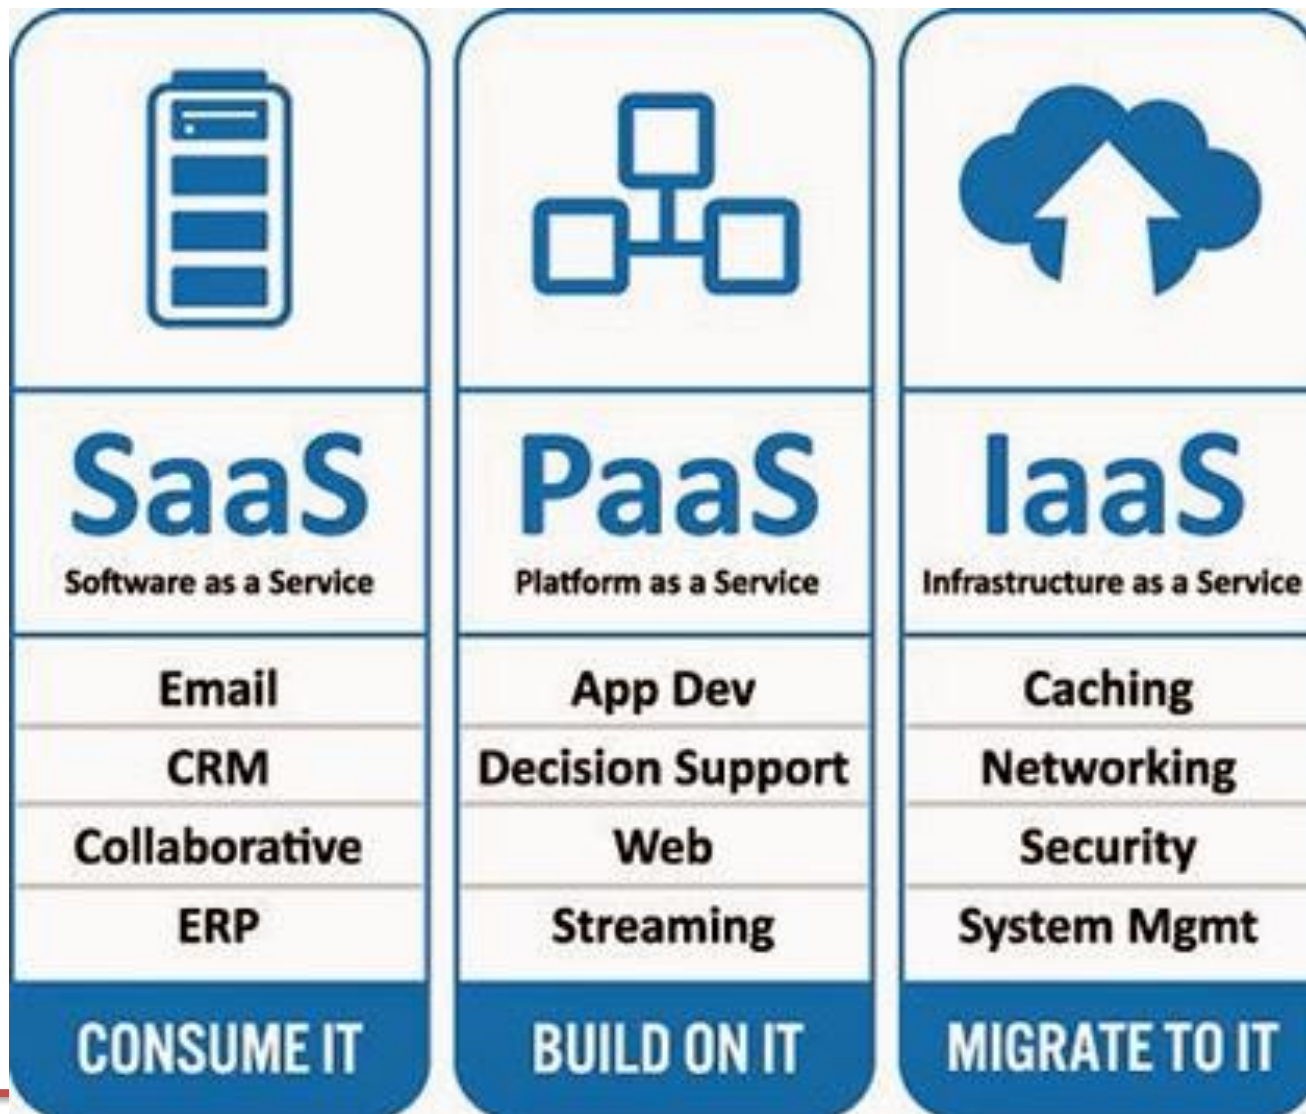 SaaS
Software as a Service
Email
CRM
Collaborative
ERP
CONSUME IT
PaaS
Platform as a Service
App Dev
Decision Support
Web
Streaming
BUILD ON IT
IaaS
Infrastructure as a Service
Caching
Networking
Security
System Mgmt
MIGRATE TO IT